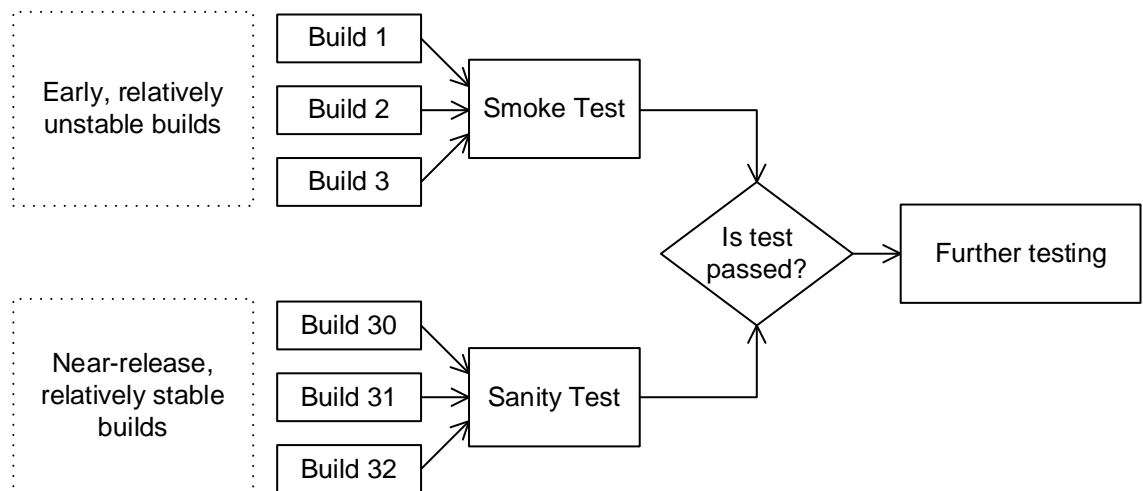 Early, relatively
unstable builds
Build 1
Build 2
Build 3
Smoke Test
Is test
passed?
Further testing
Near-release,
relatively stable
builds
Build 30
Build 31
Build 32
Sanity Test